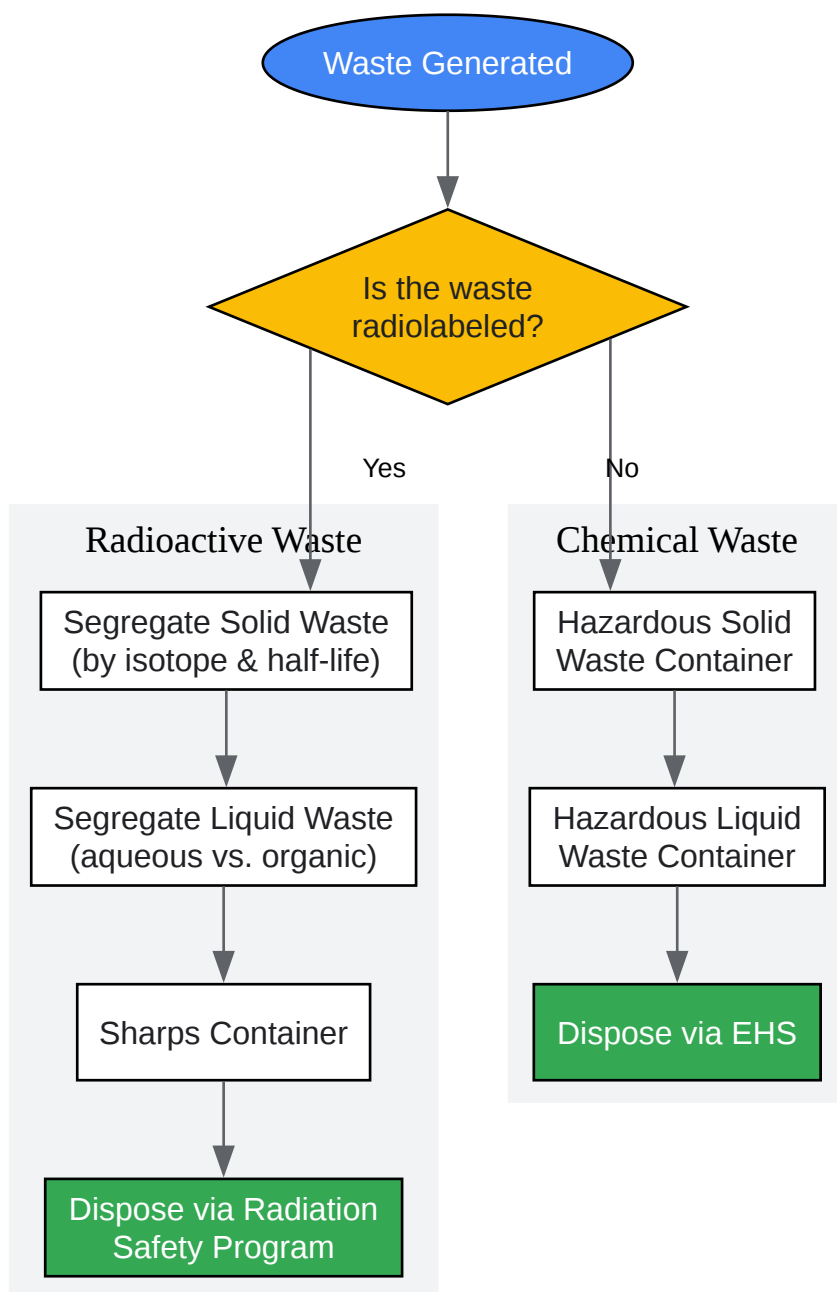 Waste Generated
Is the waste
radiolabeled?
Yes
No
Radioactive Waste
Segregate Solid Waste
(by isotope & half-life)
Segregate Liquid Waste
(aqueous vs. organic)
Sharps Container
Dispose via Radiation
Safety Program
Chemical Waste
Hazardous Solid
Waste Container
Hazardous Liquid
Waste Container
Dispose via EHS